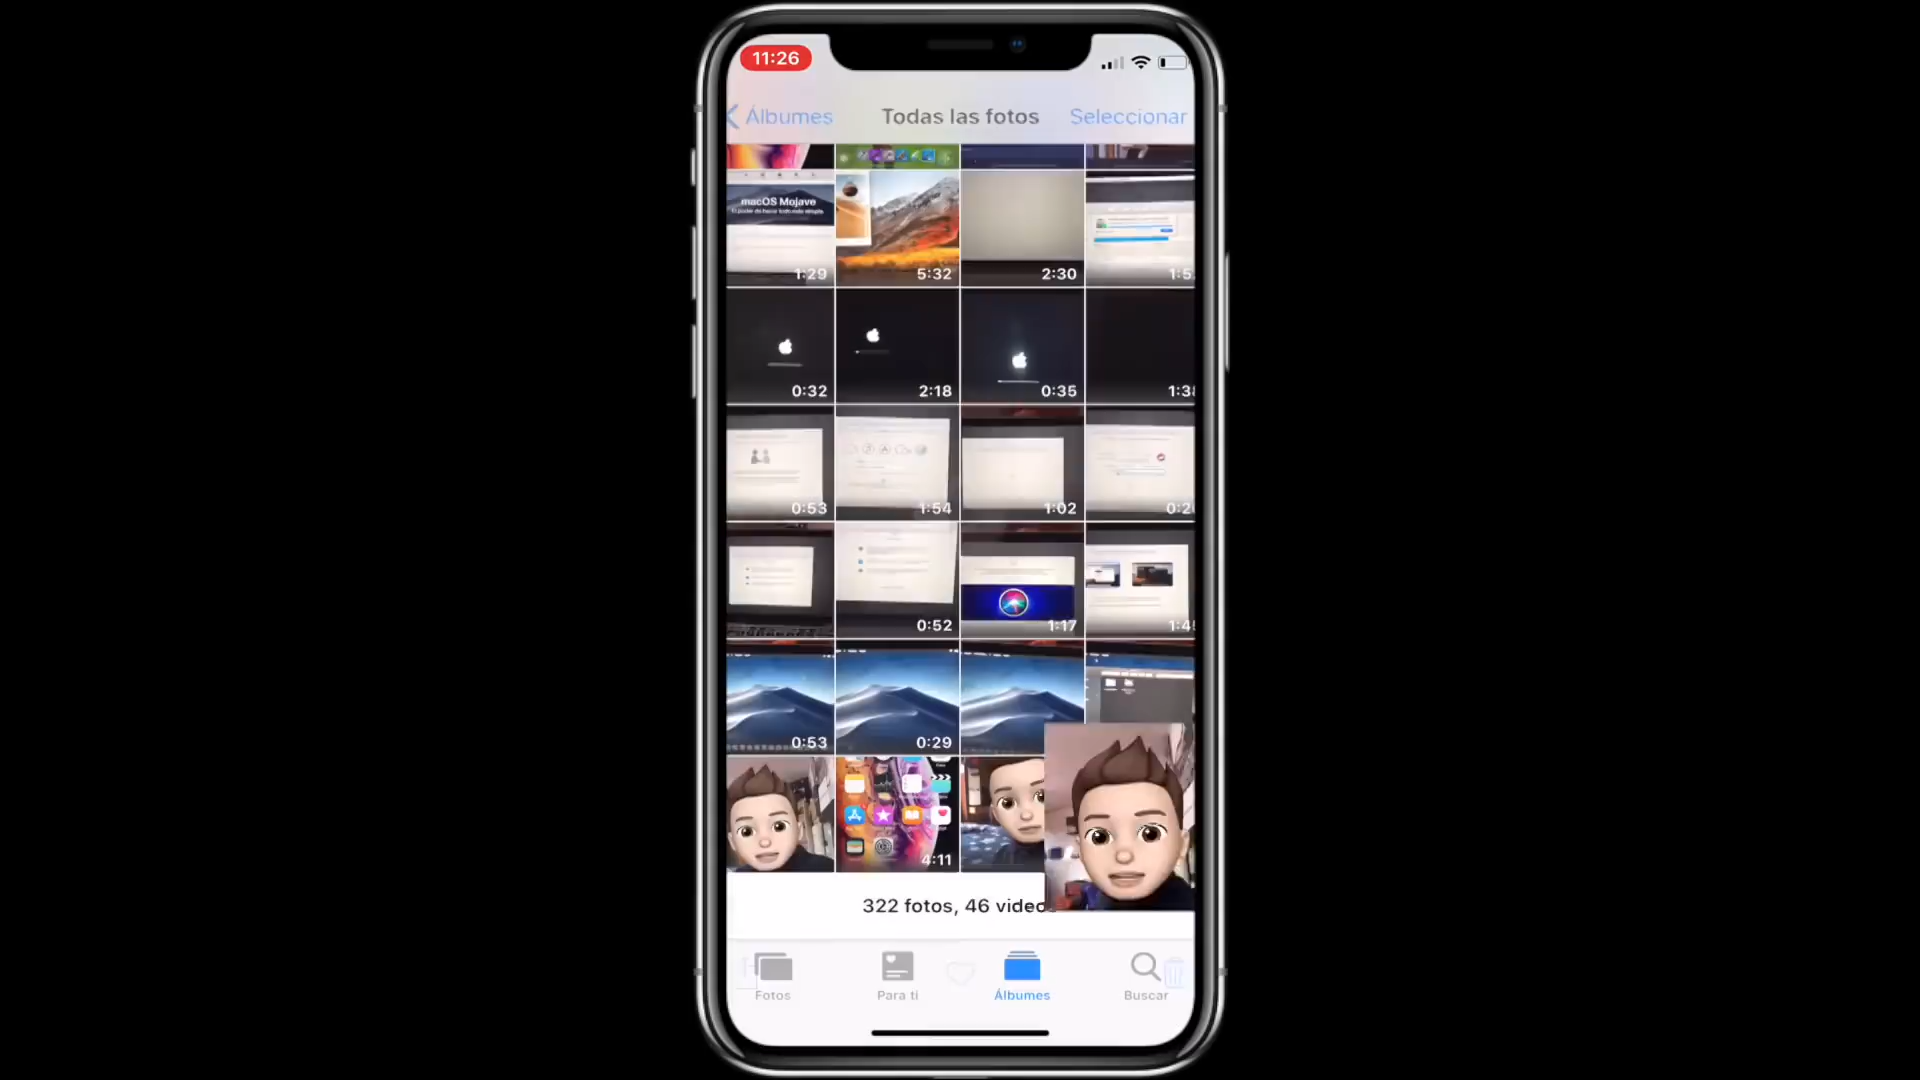 11:26
Álbumes
Todas las fotos
Seleccionar
macOS Mojave
1:29
5:32
2:30
0:32
2:18
0:35
0:53
1:54
1:02
0:52
1:17
0:53
0:29
4:11
322 fotos, 46
Fotos
Para ti
Álbumes
Buscar